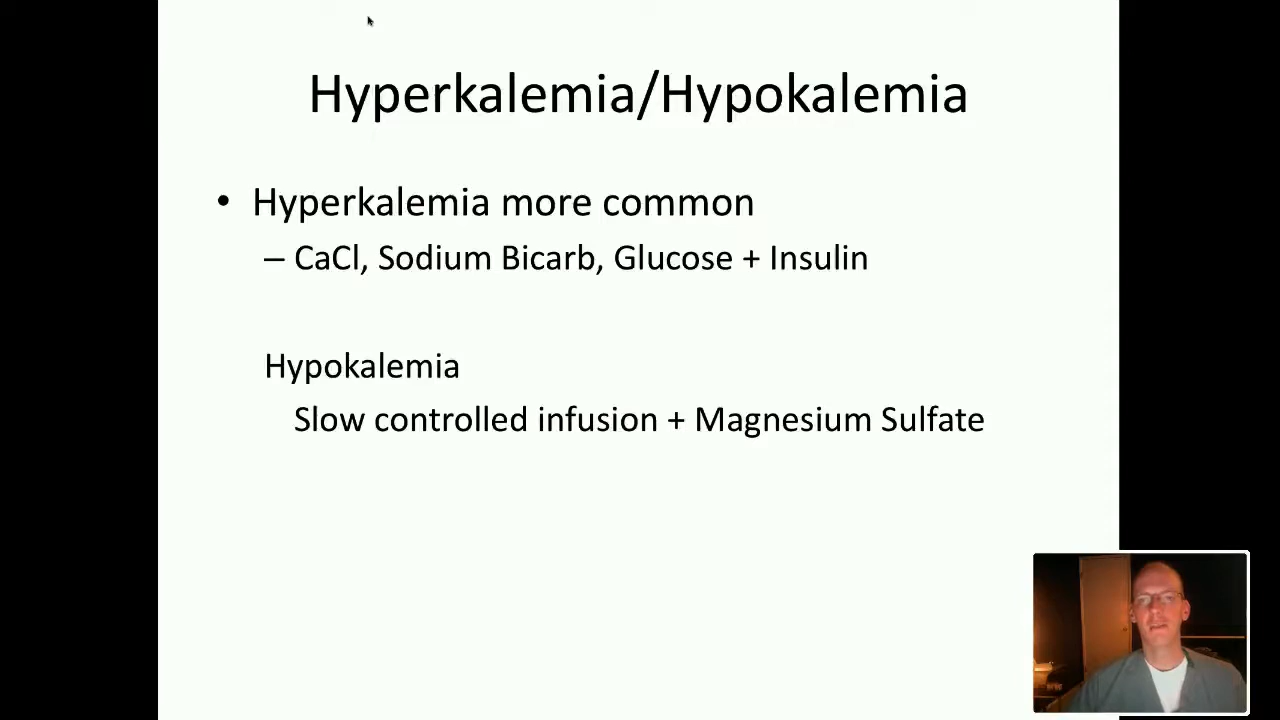 Hyperkalemia/Hypokalemia
• Hyperkalemia more common
– CaCl, Sodium Bicarb, Glucose + Insulin
Hypokalemia
Slow controlled infusion + Magnesium Sulfate